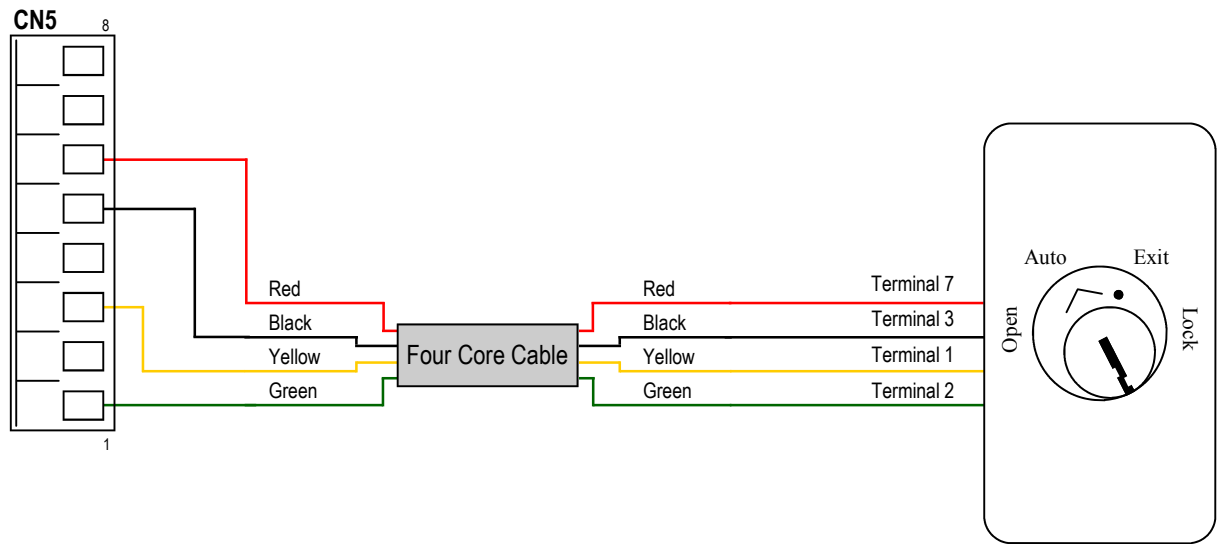 CN5
8
Auto
Exit
Open
Lock
Red
Red
Terminal 7
Black
Black
Terminal 3
Four Core Cable
Yellow
Yellow
Terminal 1
Green
Green
Terminal 2
1